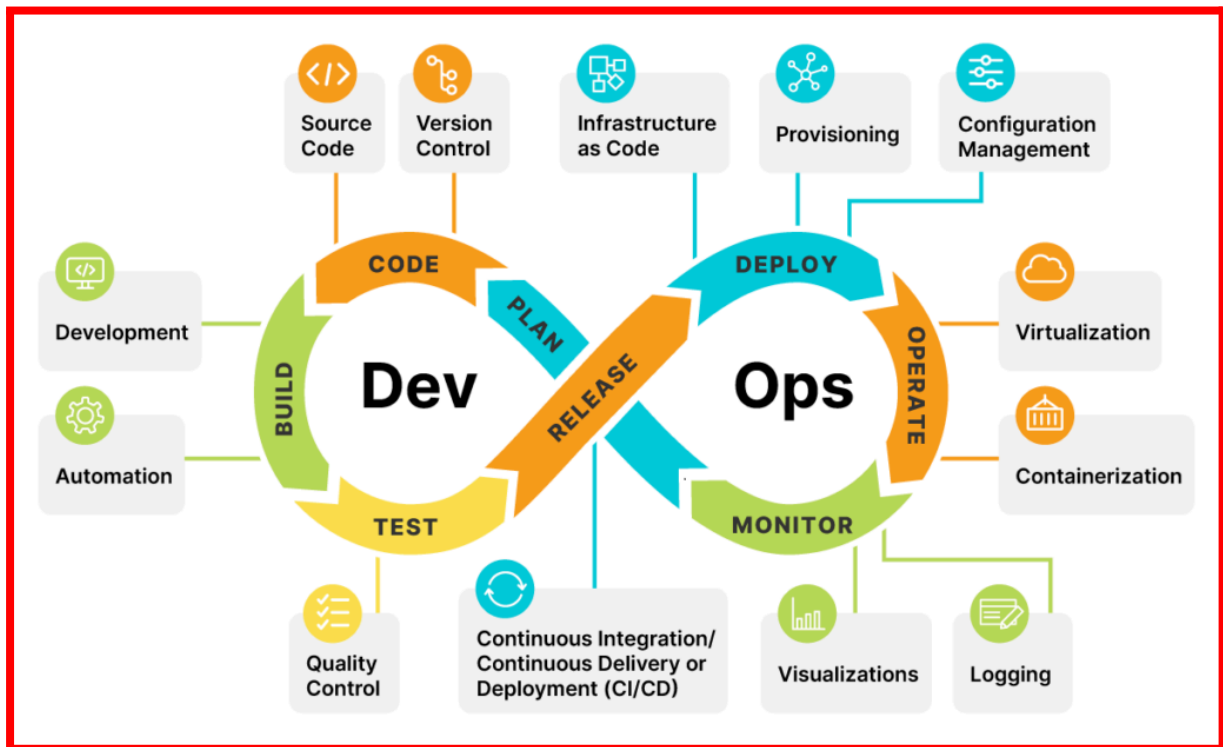 Source
Code
Version
Control
Infrastructure
as Code
Provisioning
Configuration
Management
CODE
DEPLOY
PLAN
Development
Virtualization
BUILD
Dev
RELEASE
Ops
OPERATE
Automation
Containerization
TEST
MONITOR
Quality
Control
Continuous Integration/
Continuous Delivery or
Deployment (CI/CD)
Visualizations
Logging